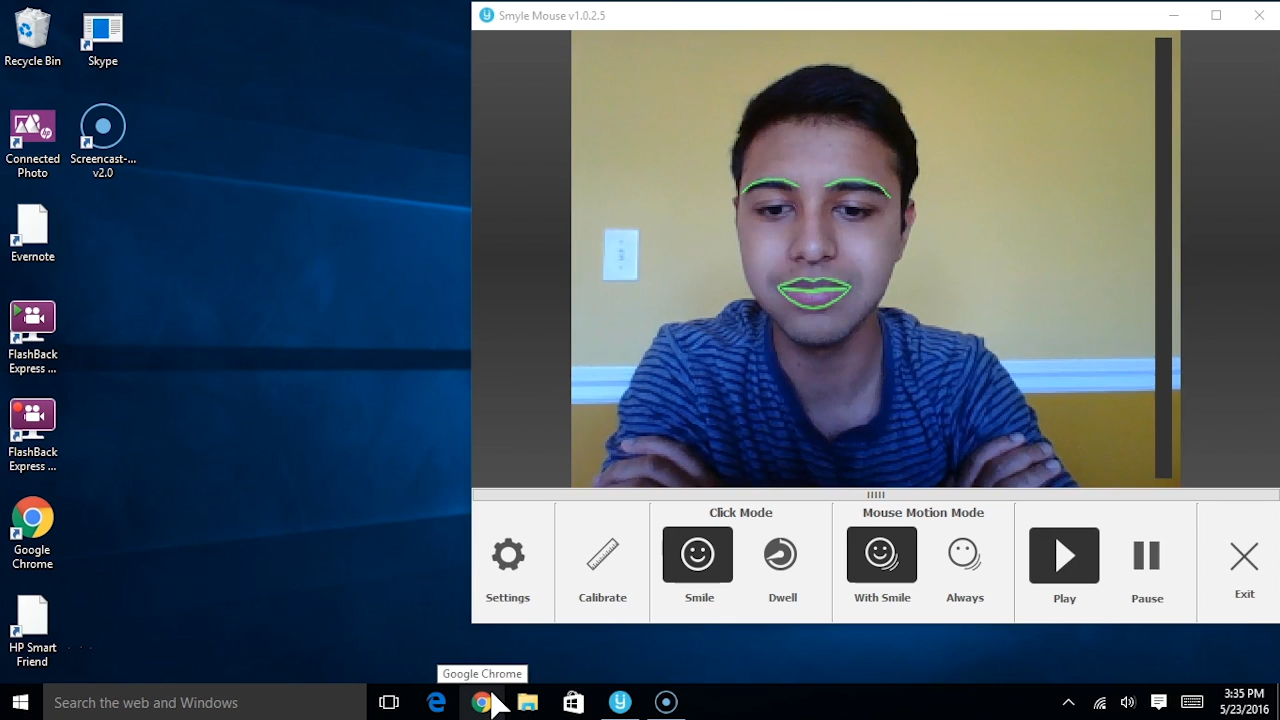 Smyle Mouse v1.0.2.5
Recycle Bin
Skype
Connected
Photo
Screencast-...
v2.0
Evernote
FlashBack
Express ...
FlashBack
Express ...
Google
Chrome
HP Smart
Friend
Click Mode
Mouse Motion Mode
Settings
Calibrate
Smile
Dwell
With Smile
Always
Play
Pause
Exit
Google Chrome
Search the web and Windows
3:35 PM
5/23/2016